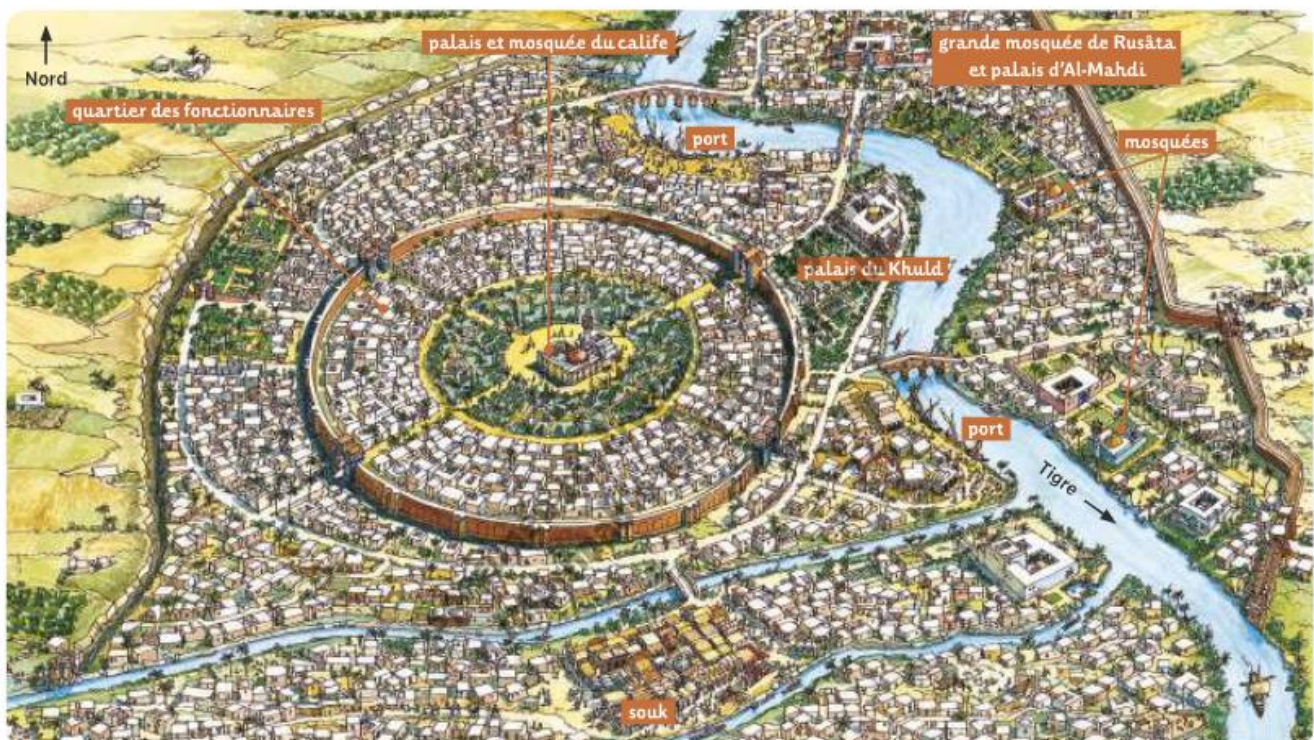 Nord
palais et mosquée du calife
grande mosquée de Rusâta
et palais d'Al-Mahdi
quartier des fonctionnaires
port
mosquées
palais du Khuld
port
Tigre
souk